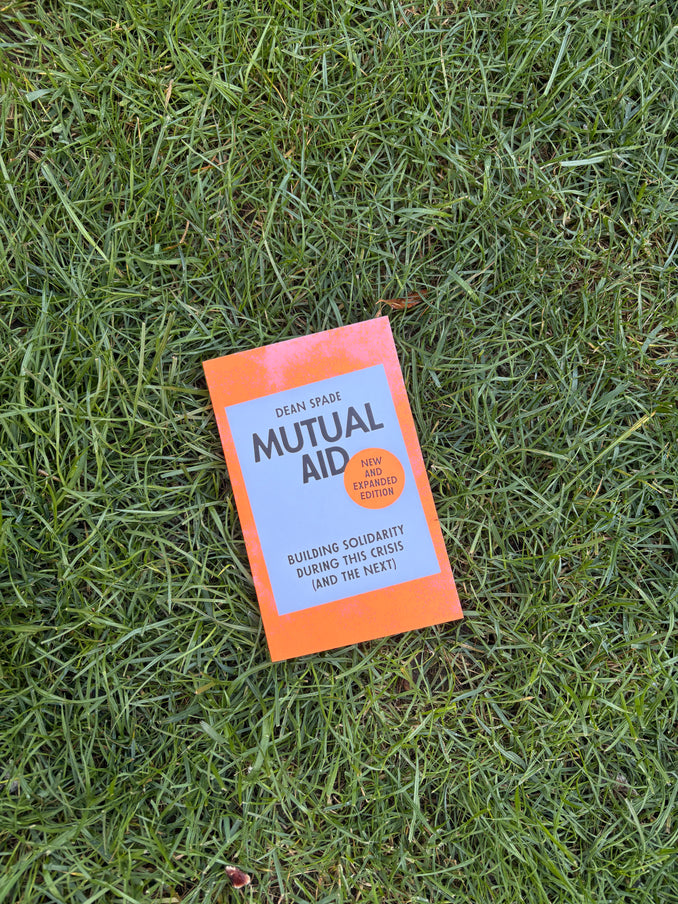 DEAN SPADE
MUTUAL
AID
NEW
AND
EXPANDED
EDITION
BUILDING SOLIDARITY
DURING THIS CRISIS
(AND THE NEXT)